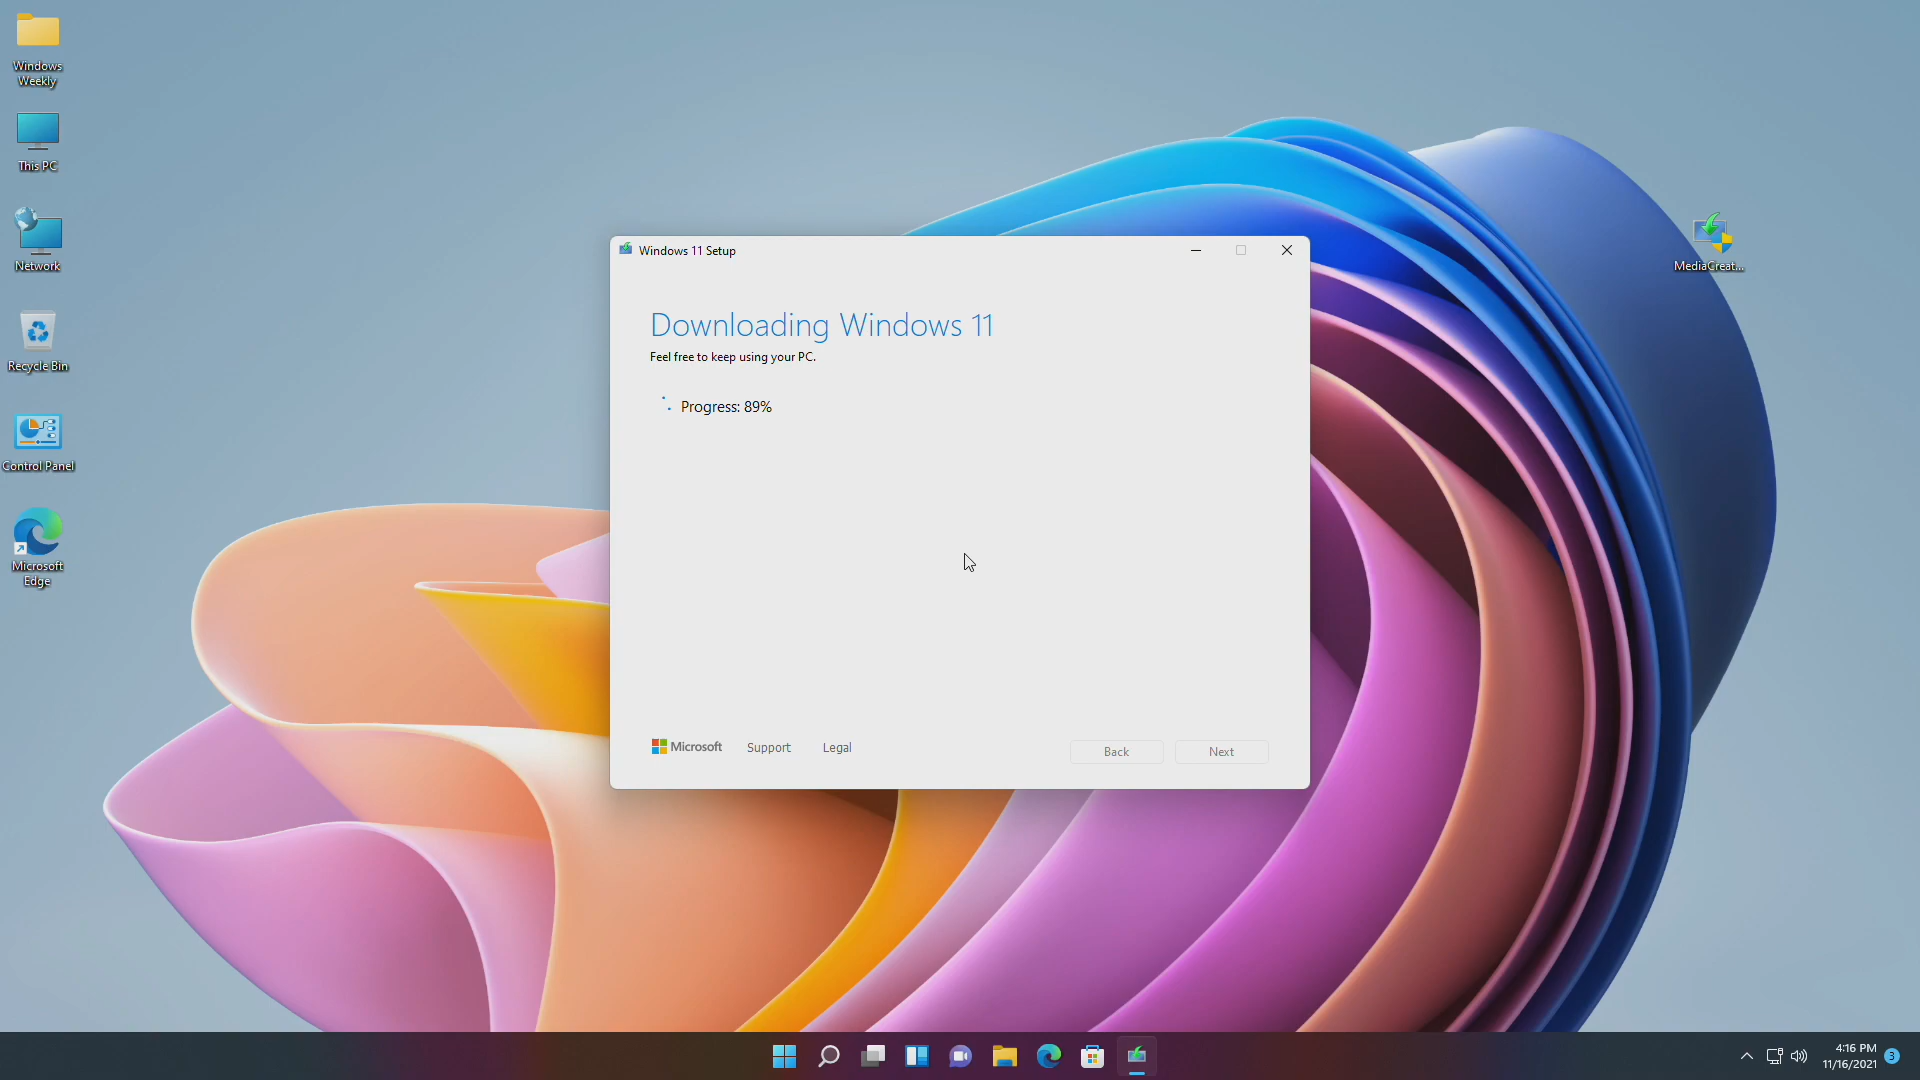 Windows
Weekly
This PC
Network
Recycle Bin
Control Panel
Microsoft
Edge
MediaCreat...
Windows 11 Setup
Downloading Windows 11
Feel free to keep using your PC.
Progress: 89%
Microsoft
Support
Legal
Back
Next
4:16 PM
11/16/2021
3